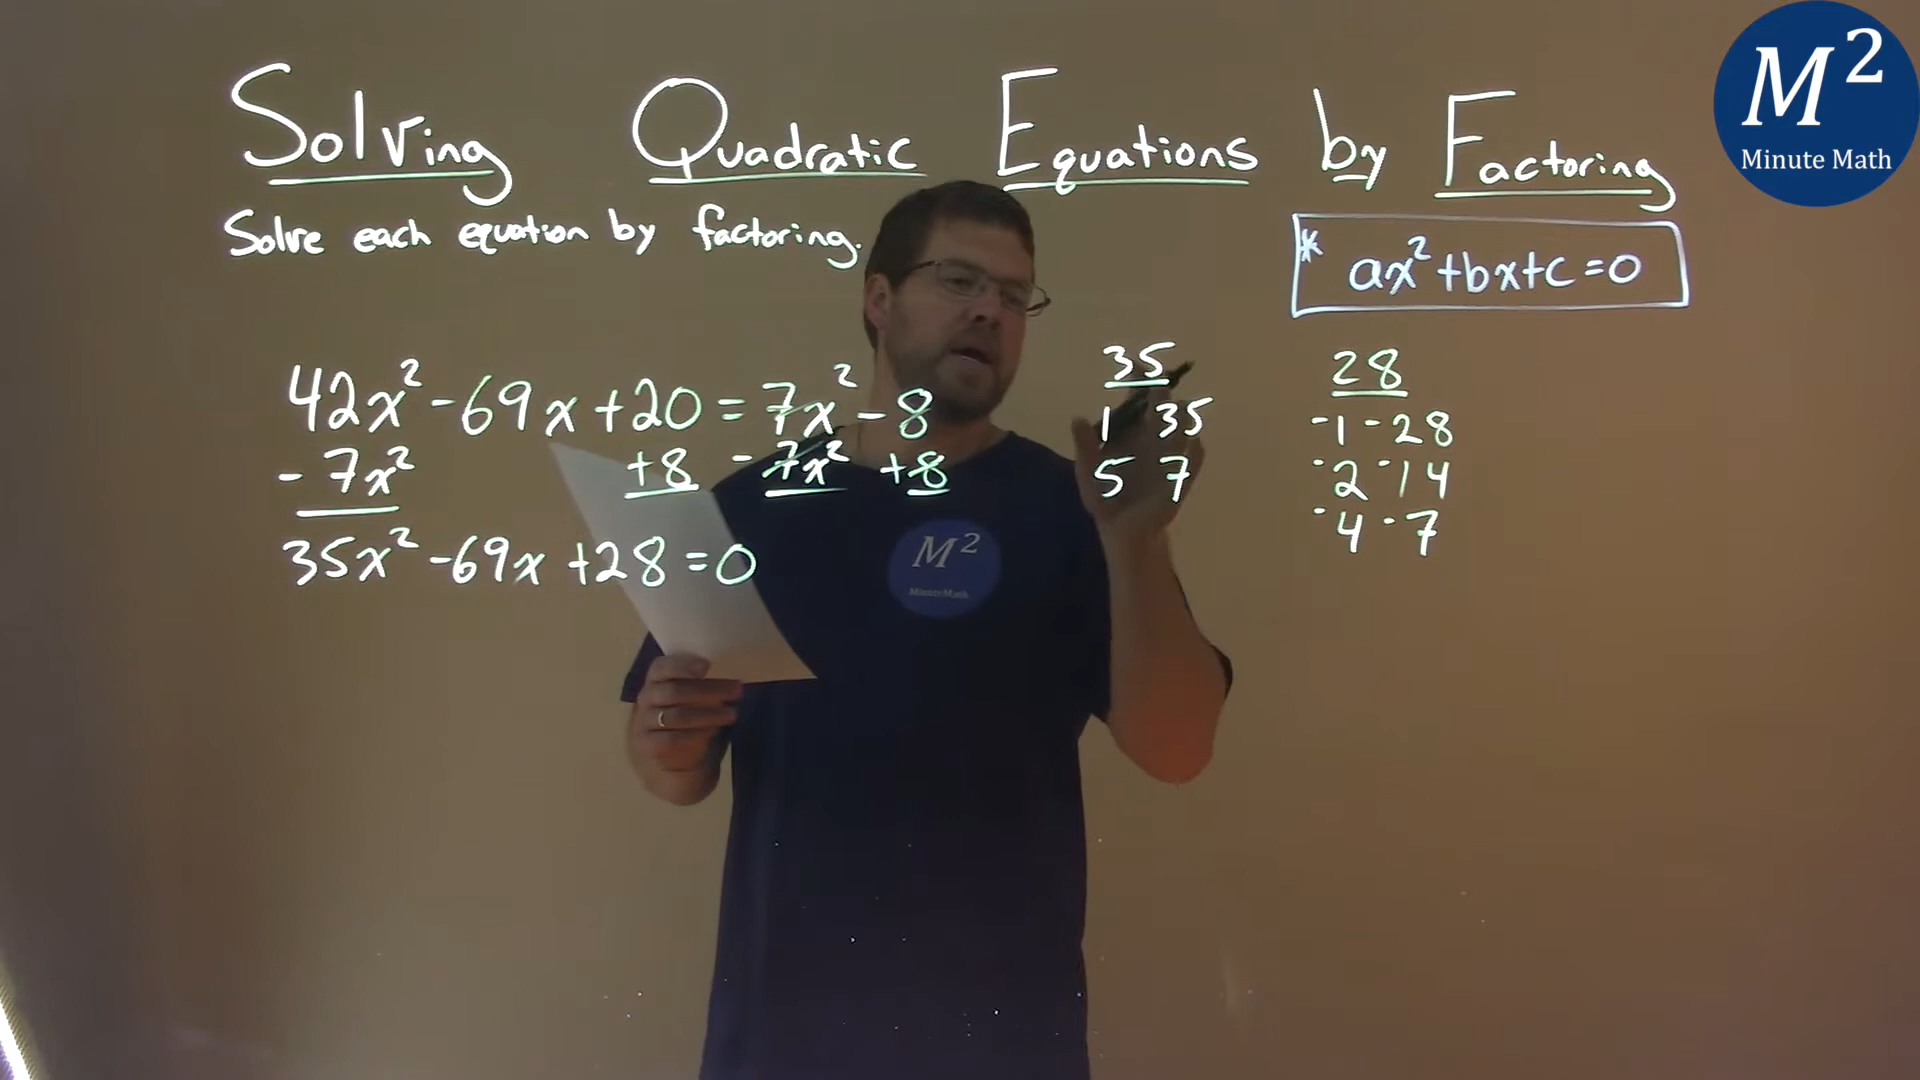 M²
Minute Math
Solving Quadratic Equations by Factoring
Solve each equation by factoring.
* ax²+bx+c=0
42x²-69x+20=7x²-8
-7x² +8 -7x² +8
35x²-69x+28=0
35
1 35
5 7
28
-1 -28
-2 -14
-4 -7
M²
MinuteMath